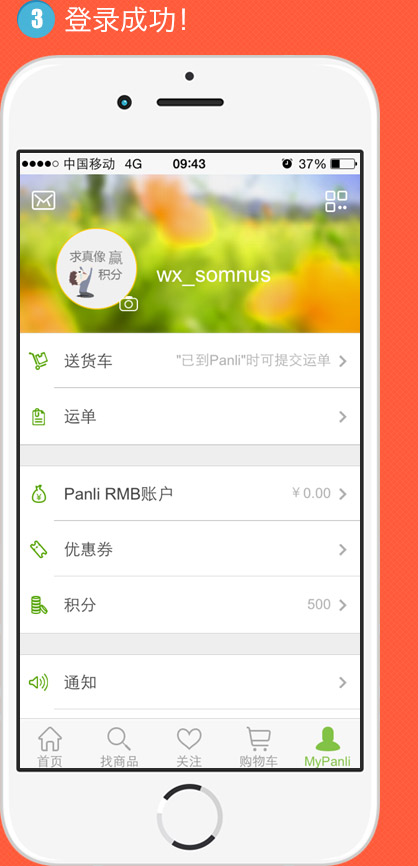 3 登录成功！
中国移动 4G 09:43 37%
求真像 赢
积分
wx_somnus
送货车 "已到Panli"时可提交运单
运单
Panli RMB账户 ￥0.00
优惠券
积分 500
通知
首页 找商品 关注 购物车 MyPanli